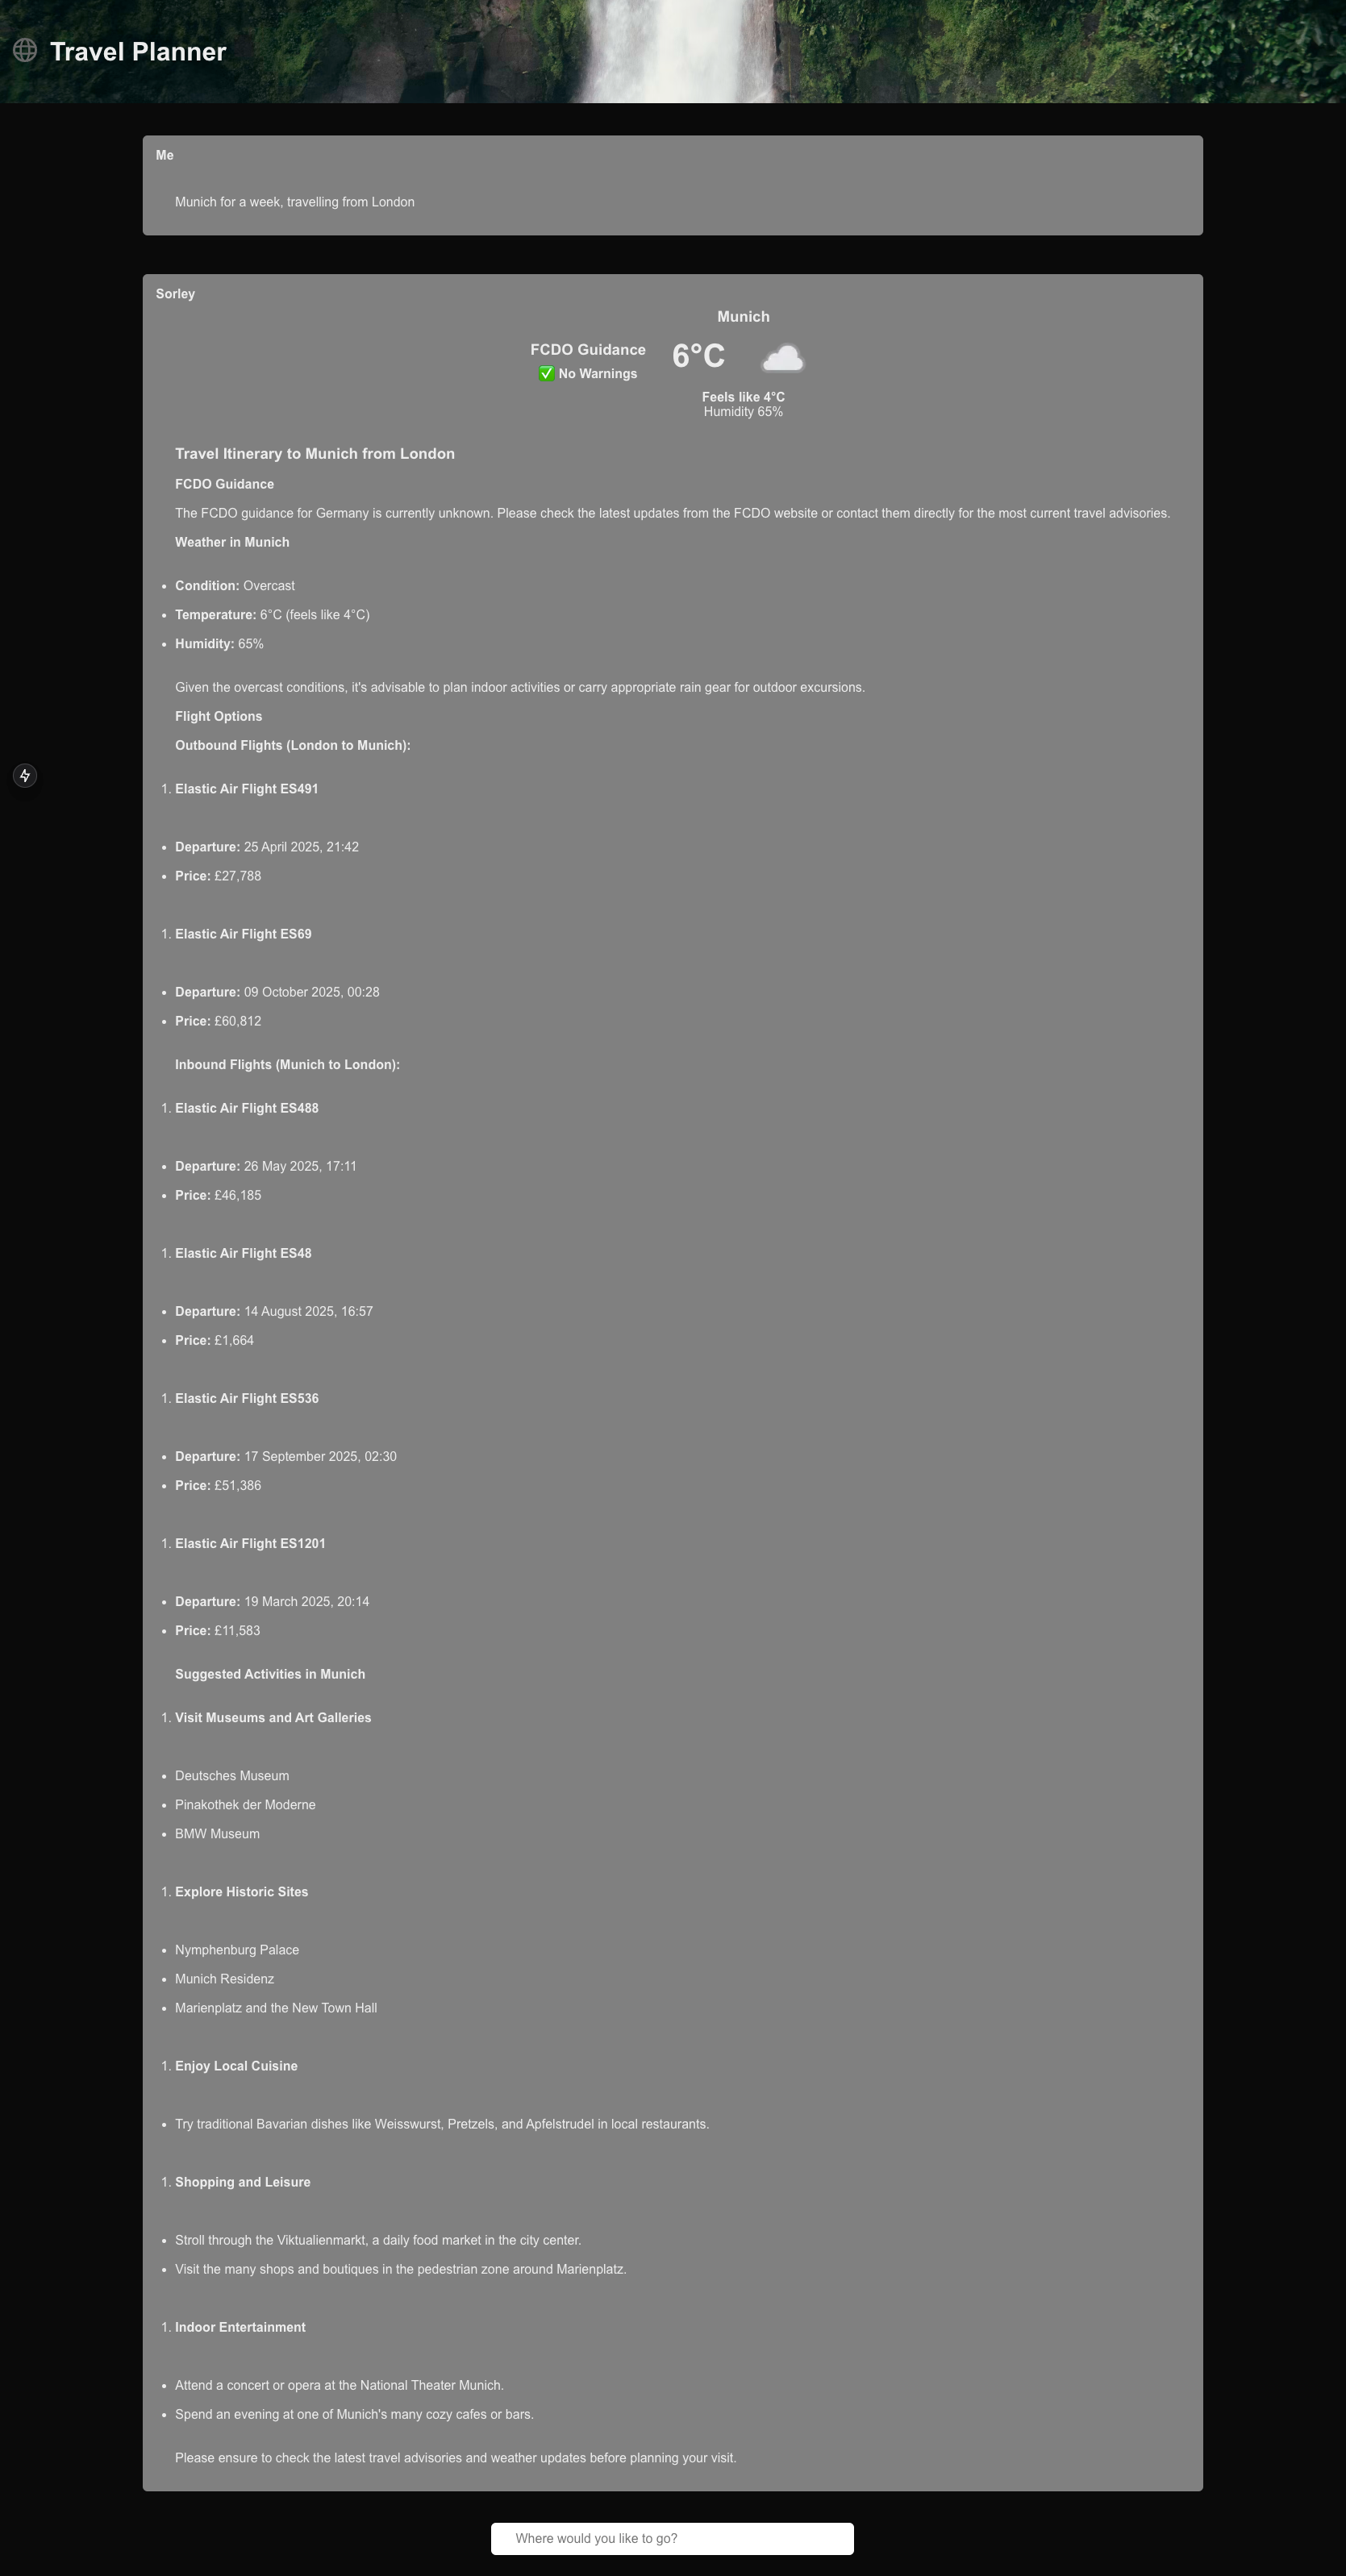 Travel Planner
Me
Munich for a week, travelling from London
Sorley
Munich
FCDO Guidance
✅ No Warnings
6°C
Feels like 4°C
Humidity 65%
Travel Itinerary to Munich from London
FCDO Guidance
The FCDO guidance for Germany is currently unknown. Please check the latest updates from the FCDO website or contact them directly for the most current travel advisories.
Weather in Munich
• Condition: Overcast
• Temperature: 6°C (feels like 4°C)
• Humidity: 65%
Given the overcast conditions, it's advisable to plan indoor activities or carry appropriate rain gear for outdoor excursions.
Flight Options
Outbound Flights (London to Munich):
1. Elastic Air Flight ES491
• Departure: 25 April 2025, 21:42
• Price: £27,788
1. Elastic Air Flight ES69
• Departure: 09 October 2025, 00:28
• Price: £60,812
Inbound Flights (Munich to London):
1. Elastic Air Flight ES488
• Departure: 26 May 2025, 17:11
• Price: £46,185
1. Elastic Air Flight ES48
• Departure: 14 August 2025, 16:57
• Price: £1,664
1. Elastic Air Flight ES536
• Departure: 17 September 2025, 02:30
• Price: £51,386
1. Elastic Air Flight ES1201
• Departure: 19 March 2025, 20:14
• Price: £11,583
Suggested Activities in Munich
1. Visit Museums and Art Galleries
• Deutsches Museum
• Pinakothek der Moderne
• BMW Museum
1. Explore Historic Sites
• Nymphenburg Palace
• Munich Residenz
• Marienplatz and the New Town Hall
1. Enjoy Local Cuisine
• Try traditional Bavarian dishes like Weisswurst, Pretzels, and Apfelstrudel in local restaurants.
1. Shopping and Leisure
• Stroll through the Viktualienmarkt, a daily food market in the city center.
• Visit the many shops and boutiques in the pedestrian zone around Marienplatz.
1. Indoor Entertainment
• Attend a concert or opera at the National Theater Munich.
• Spend an evening at one of Munich's many cozy cafes or bars.
Please ensure to check the latest travel advisories and weather updates before planning your visit.
Where would you like to go?